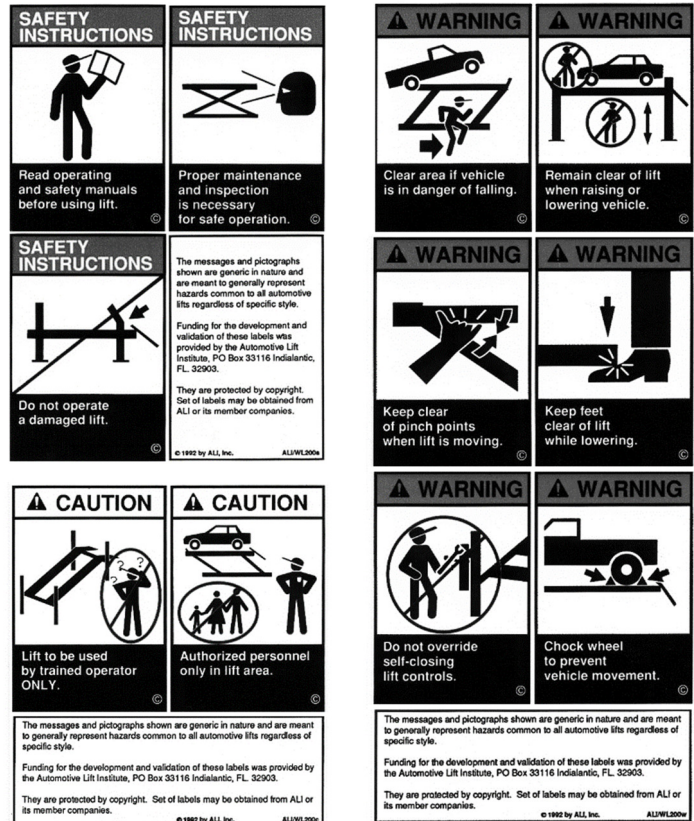 SAFETY
INSTRUCTIONS
Read operating
and safety manuals
before using lift.
©
SAFETY
INSTRUCTIONS
Proper maintenance
and inspection
is necessary
for safe operation.
©
SAFETY
INSTRUCTIONS
Do not operate
a damaged lift.
©
The messages and pictographs
shown are generic in nature and
are meant to generally represent
hazards common to all automotive
lifts regardless of specific style.
Funding for the development and
validation of these labels was
provided by the Automotive Lift
Institute, PO Box 33116 Indialantic,
FL. 32903.
They are protected by copyright.
Set of labels may be obtained from
ALI or its member companies.
© 1992 by ALI, Inc. ALI/WL200s
CAUTION
? ? ?
Lift to be used
by trained operator
ONLY.
©
CAUTION
Authorized personnel
only in lift area.
©
The messages and pictographs shown are generic in nature and are meant
to generally represent hazards common to all automotive lifts regardless of
specific style.
Funding for the development and validation of these labels was provided by
the Automotive Lift Institute, PO Box 33116 Indialantic, FL. 32903.
They are protected by copyright. Set of labels may be obtained from ALI or
its member companies.
© 1992 by ALI, Inc. ALI/WL200c
WARNING
Clear area if vehicle
is in danger of falling.
©
WARNING
Remain clear of lift
when raising or
lowering vehicle.
©
WARNING
Keep clear
of pinch points
when lift is moving.
©
WARNING
Keep feet
clear of lift
while lowering.
©
WARNING
Do not override
self-closing
lift controls.
©
WARNING
Chock wheel
to prevent
vehicle movement.
©
The messages and pictographs shown are generic in nature and are meant
to generally represent hazards common to all automotive lifts regardless of
specific style.
Funding for the development and validation of these labels was provided by
the Automotive Lift Institute, PO Box 33116 Indialantic, FL. 32903.
They are protected by copyright. Set of labels may be obtained from ALI or
its member companies.
© 1992 by ALI, Inc. ALI/WL200w